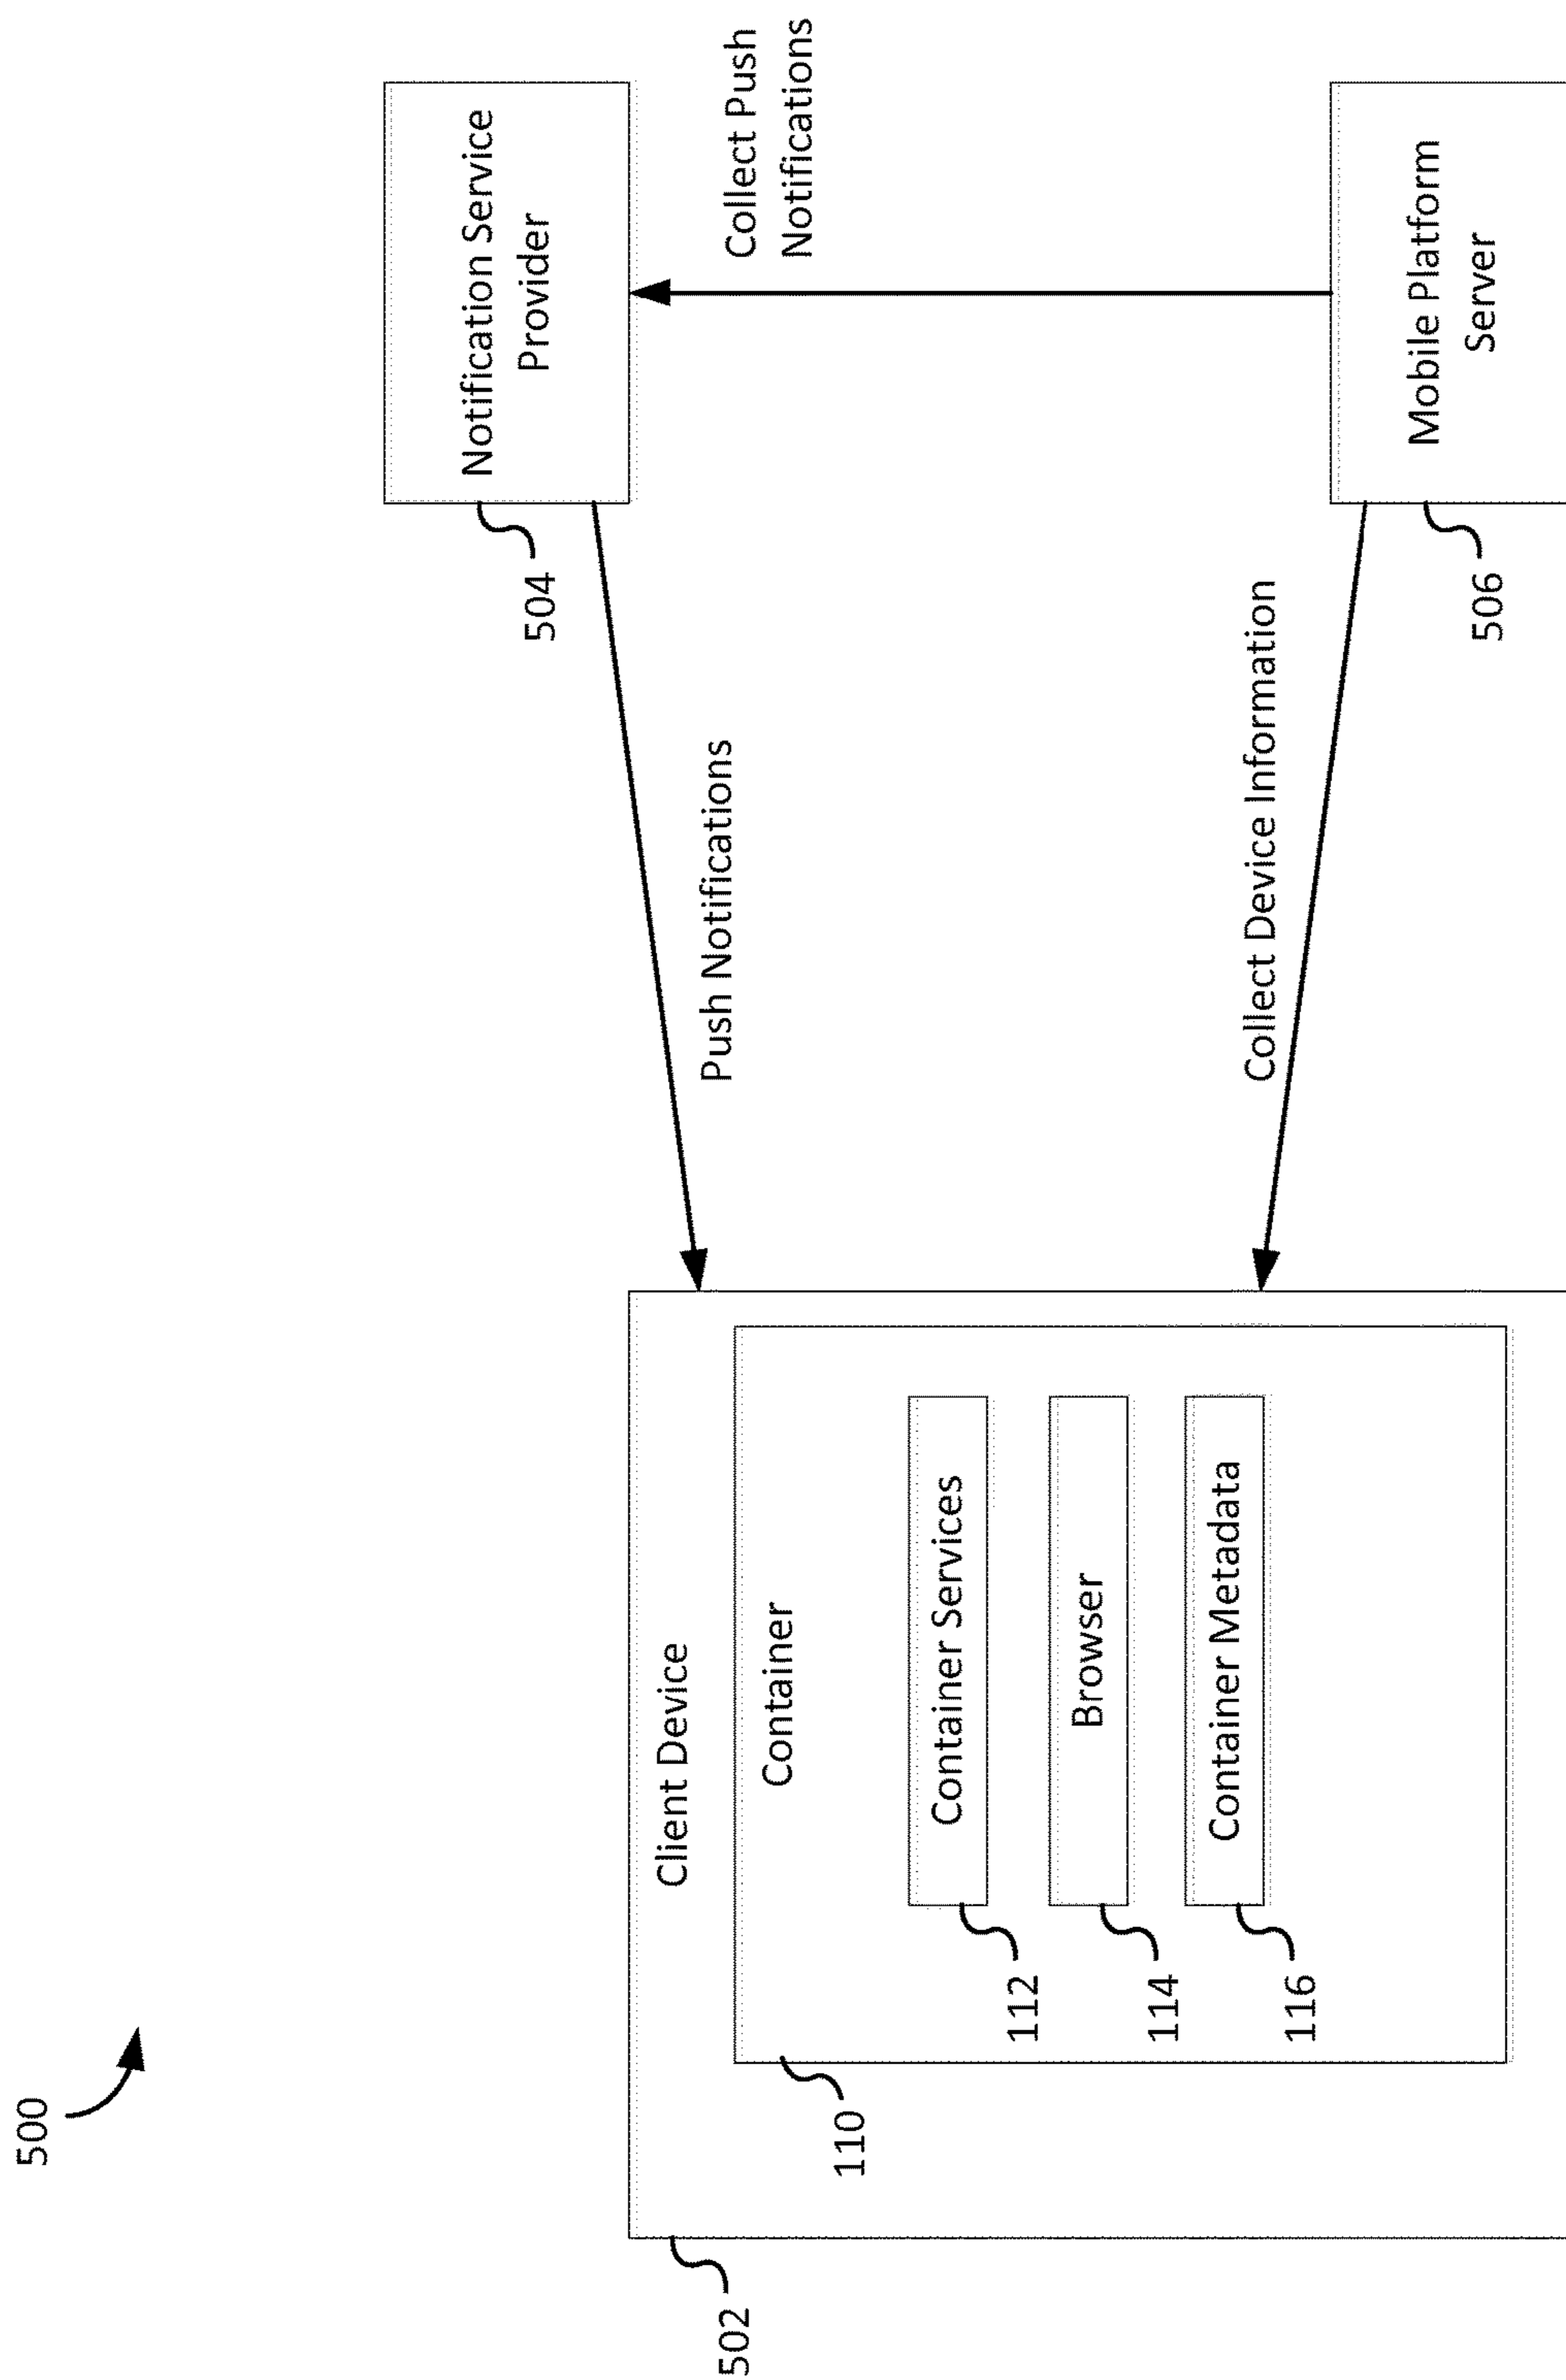 500
502
Client Device
110
Container
112
Container Services
114
Browser
116
Container Metadata
Push Notifications
Collect Device Information
504
Notification Service
Provider
Collect Push
Notifications
506
Mobile Platform
Server